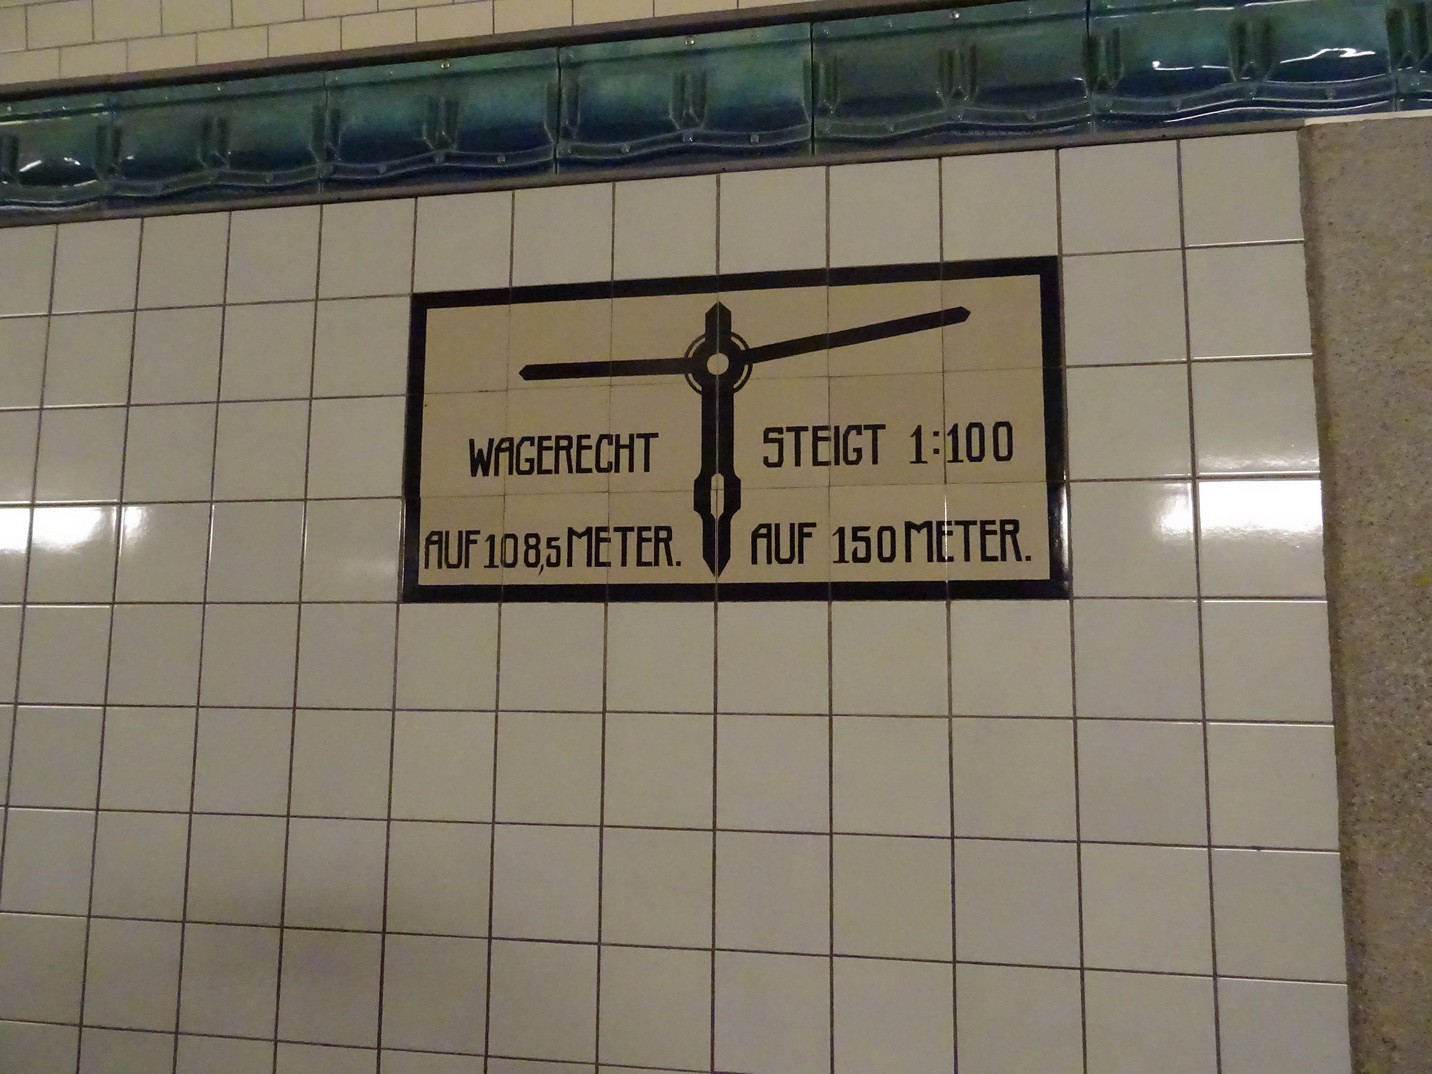 WAGERECHT
AUF 108,5 METER.
STEIGT 1:100
AUF 150 METER.